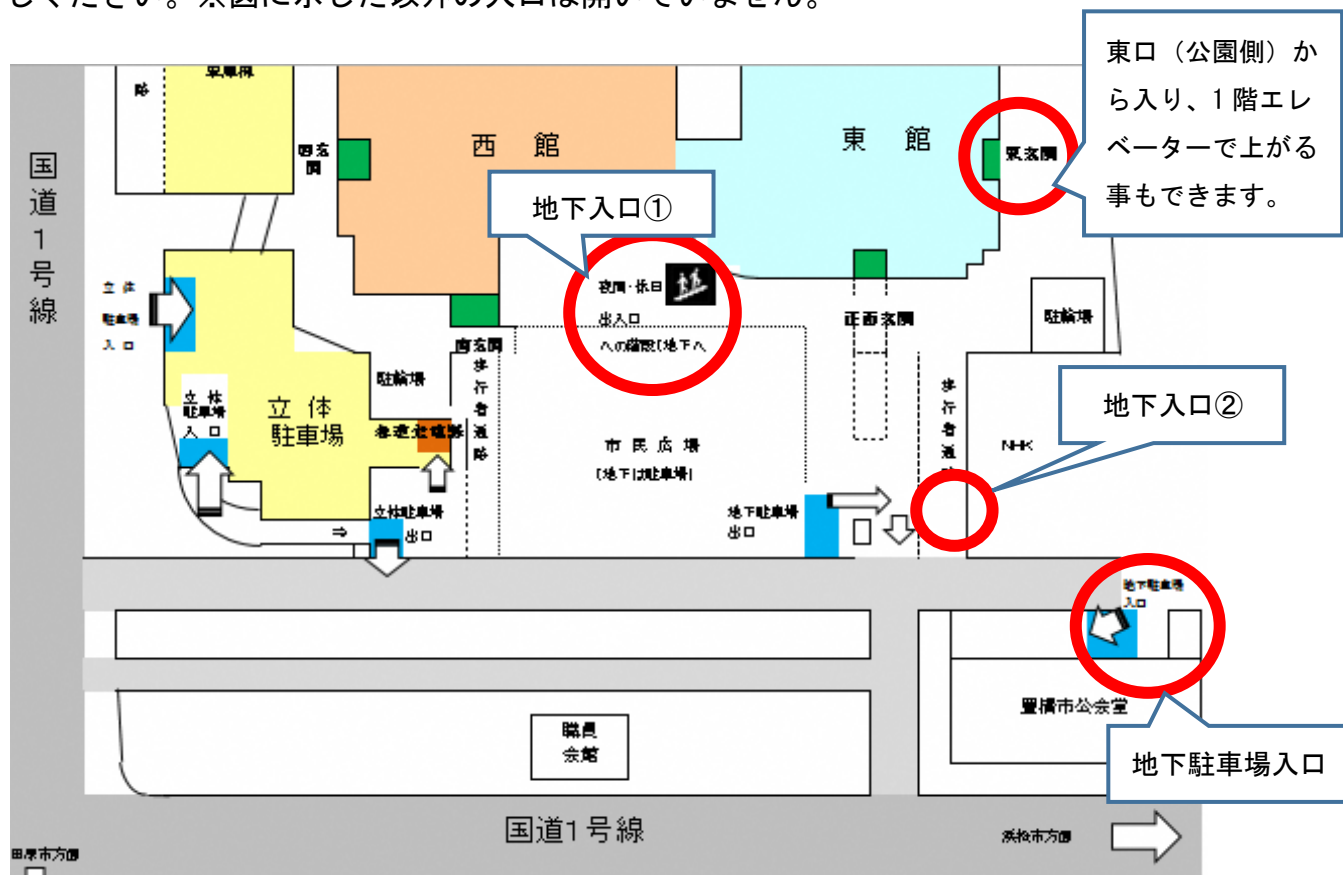 しください。※図に示した以外の入口は開いていません。
東口（公園側）か
ら入り、1階エレ
ベーターで上がる
事もできます。
路
西玄
関
西　館
東　館
東玄関
国道1号線
地下入口①
立 体
駐車場
入 口
夜間・休日
出入口
への階段(地下へ
南玄関
正面玄関
駐輪場
駐輪場
歩行者通路
歩行者通
地下入口②
立 体
駐車場
入 口
立 体
駐車場
市 民 広 場
(地下は駐車場)
NHK
立体駐車場
出口
⇒
地下駐車場
出口
地下駐車場
入口
豊橋市公会堂
職員
会館
地下駐車場入口
国道1号線
浜松市方面
田原市方面